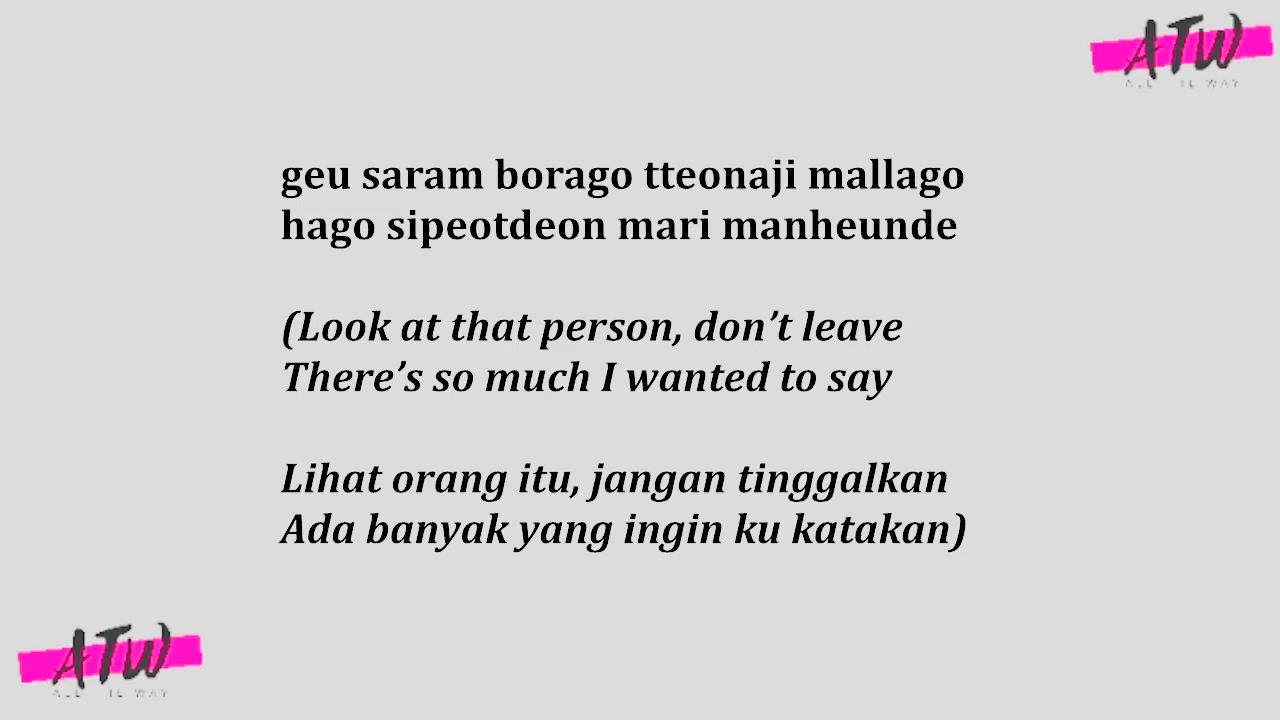 ATW
geu saram borago tteonaji mallago
hago sipeotdeon mari manheunde
(Look at that person, don’t leave
There’s so much I wanted to say
Lihat orang itu, jangan tinggalkan
Ada banyak yang ingin ku katakan)
ATW